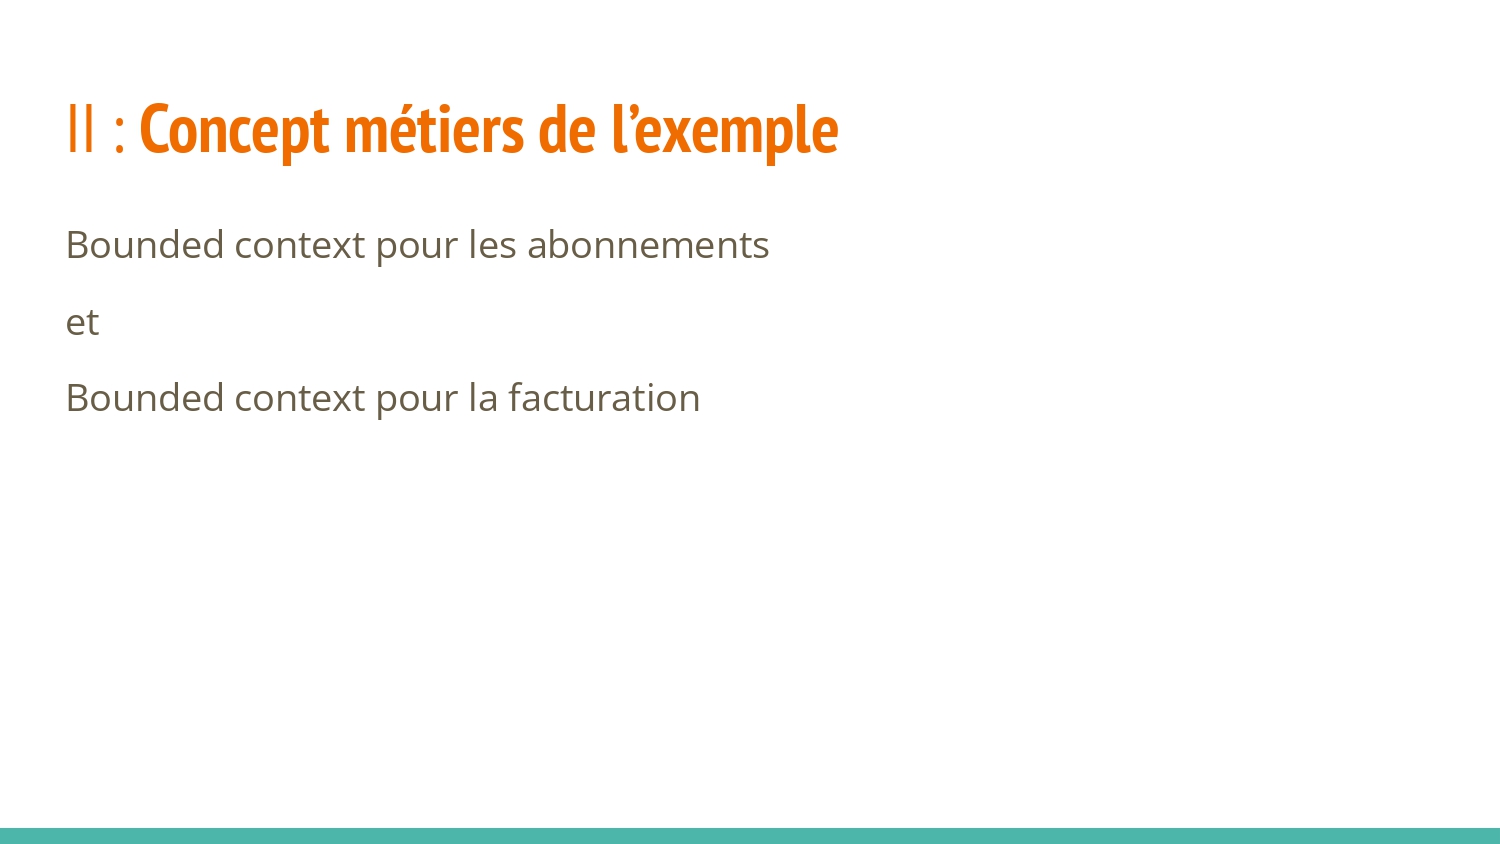 II : Concept métiers de l’exemple
Bounded context pour les abonnements
et
Bounded context pour la facturation